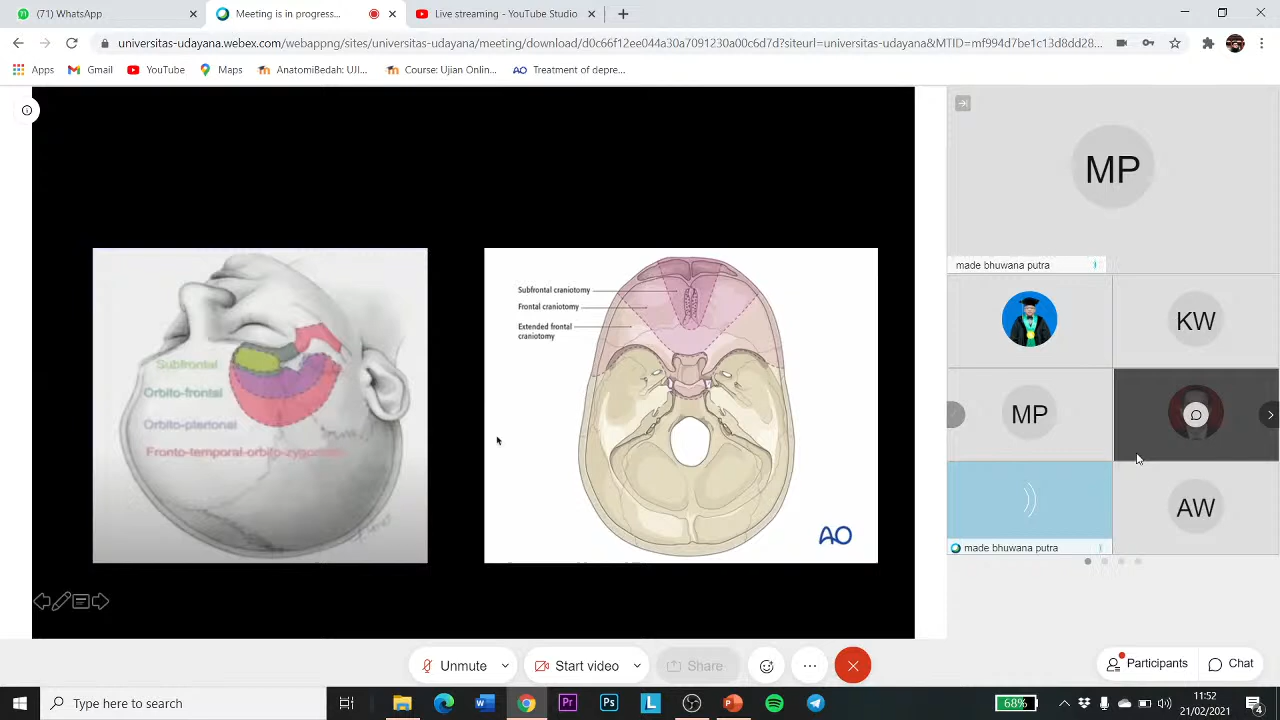 (71) WhatsApp
Meeting is in progress...
Live streaming - YouTube Studio
universitas-udayana.webex.com/webappng/sites/universitas-udayana/meeting/download/d0c66f12ee044a30a7091230a00c6d7d?siteurl=universitas-udayana&MTID=mf994d7be1c13d8dd28...
Apps
Gmail
YouTube
Maps
AnatomiBedah: UJI...
Course: Ujian Onlin...
AO Treatment of depre...
MP
made bhuwana putra
KW
MP
AW
made bhuwana putra
Subfrontal
Orbito-frontal
Orbito-pterional
Subfrontal craniotomy
Frontal craniotomy
Extended frontal
craniotomy
AO
Unmute
Start video
Share
Participants
Chat
Type here to search
Pr
Ps
L
68%
11:52
21/02/2021